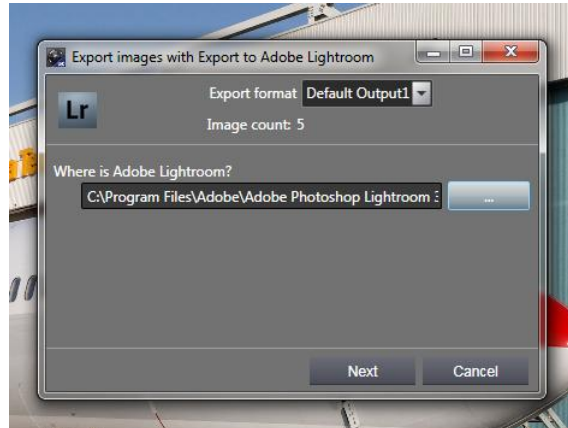 Export images with Export to Adobe Lightroom
Lr
Export format Default Output1
Image count: 5
Where is Adobe Lightroom?
C:\Program Files\Adobe\Adobe Photoshop Lightroom
...
Next Cancel